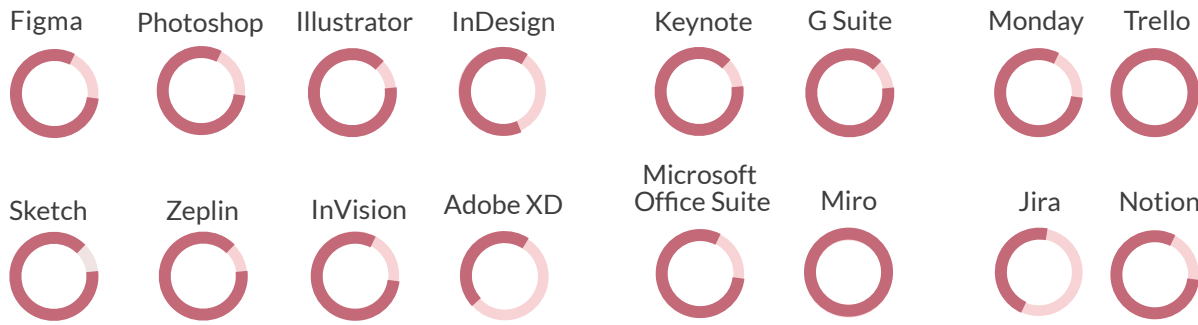 Figma
Photoshop
Illustrator
InDesign
Keynote
G Suite
Monday
Trello
Sketch
Zeplin
InVision
Adobe XD
Microsoft
Office Suite
Miro
Jira
Notion